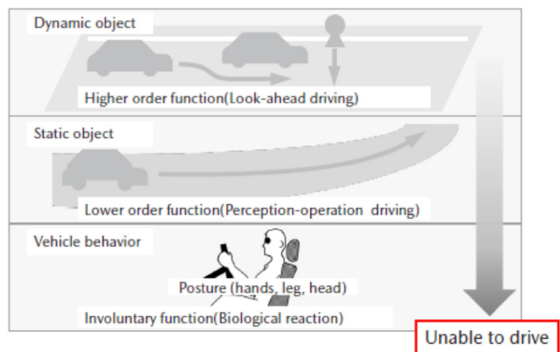 Dynamic object
Higher order function(Look-ahead driving)
Static object
Lower order function(Perception-operation driving)
Vehicle behavior
Posture (hands, leg, head)
Involuntary function(Biological reaction)
Unable to drive